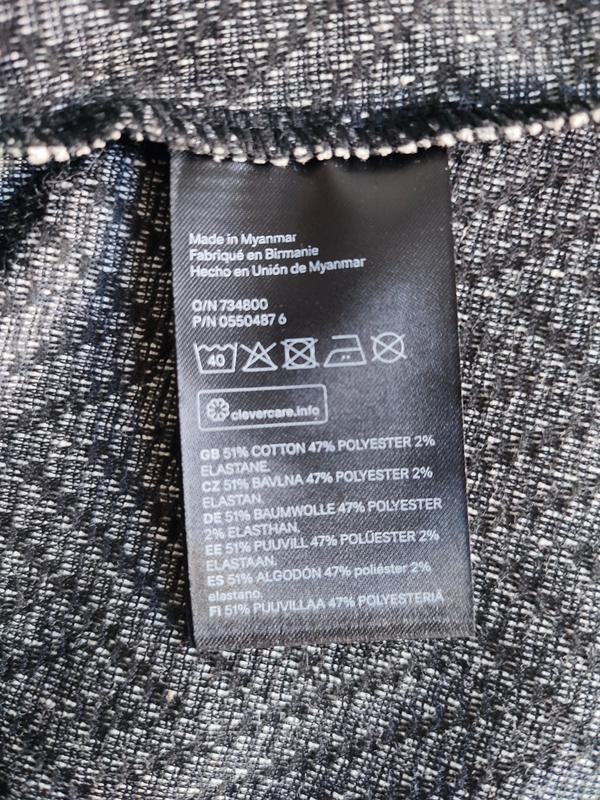 Made in Myanmar
Fabriqué en Birmanie
Hecho en Unión de Myanmar
O/N 734800
P/N 0550487 6
40
clevercare.info
GB 51% COTTON 47% POLYESTER 2%
ELASTANE.
CZ 51% BAVLNA 47% POLYESTER 2%
ELASTAN.
DE 51% BAUMWOLLE 47% POLYESTER
2% ELASTHAN.
EE 51% PUUVILL 47% POLÜESTER 2%
ELASTAAN.
ES 51% ALGODÓN 47% poliéster 2%
elastano.
FI 51% PUUVILLAA 47% POLYESTERIÄ